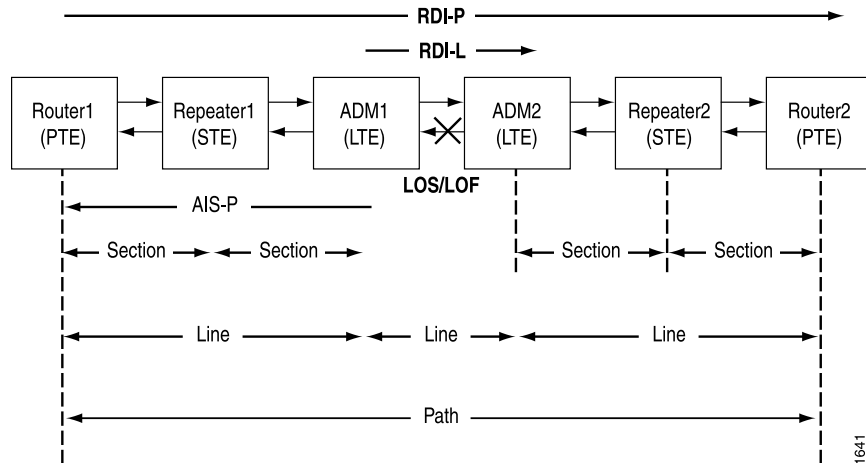 RDI-P
RDI-L
Router1
(PTE)
Repeater1
(STE)
ADM1
(LTE)
ADM2
(LTE)
Repeater2
(STE)
Router2
(PTE)
LOS/LOF
AIS-P
Section
Section
Section
Section
Line
Line
Line
Path
1641